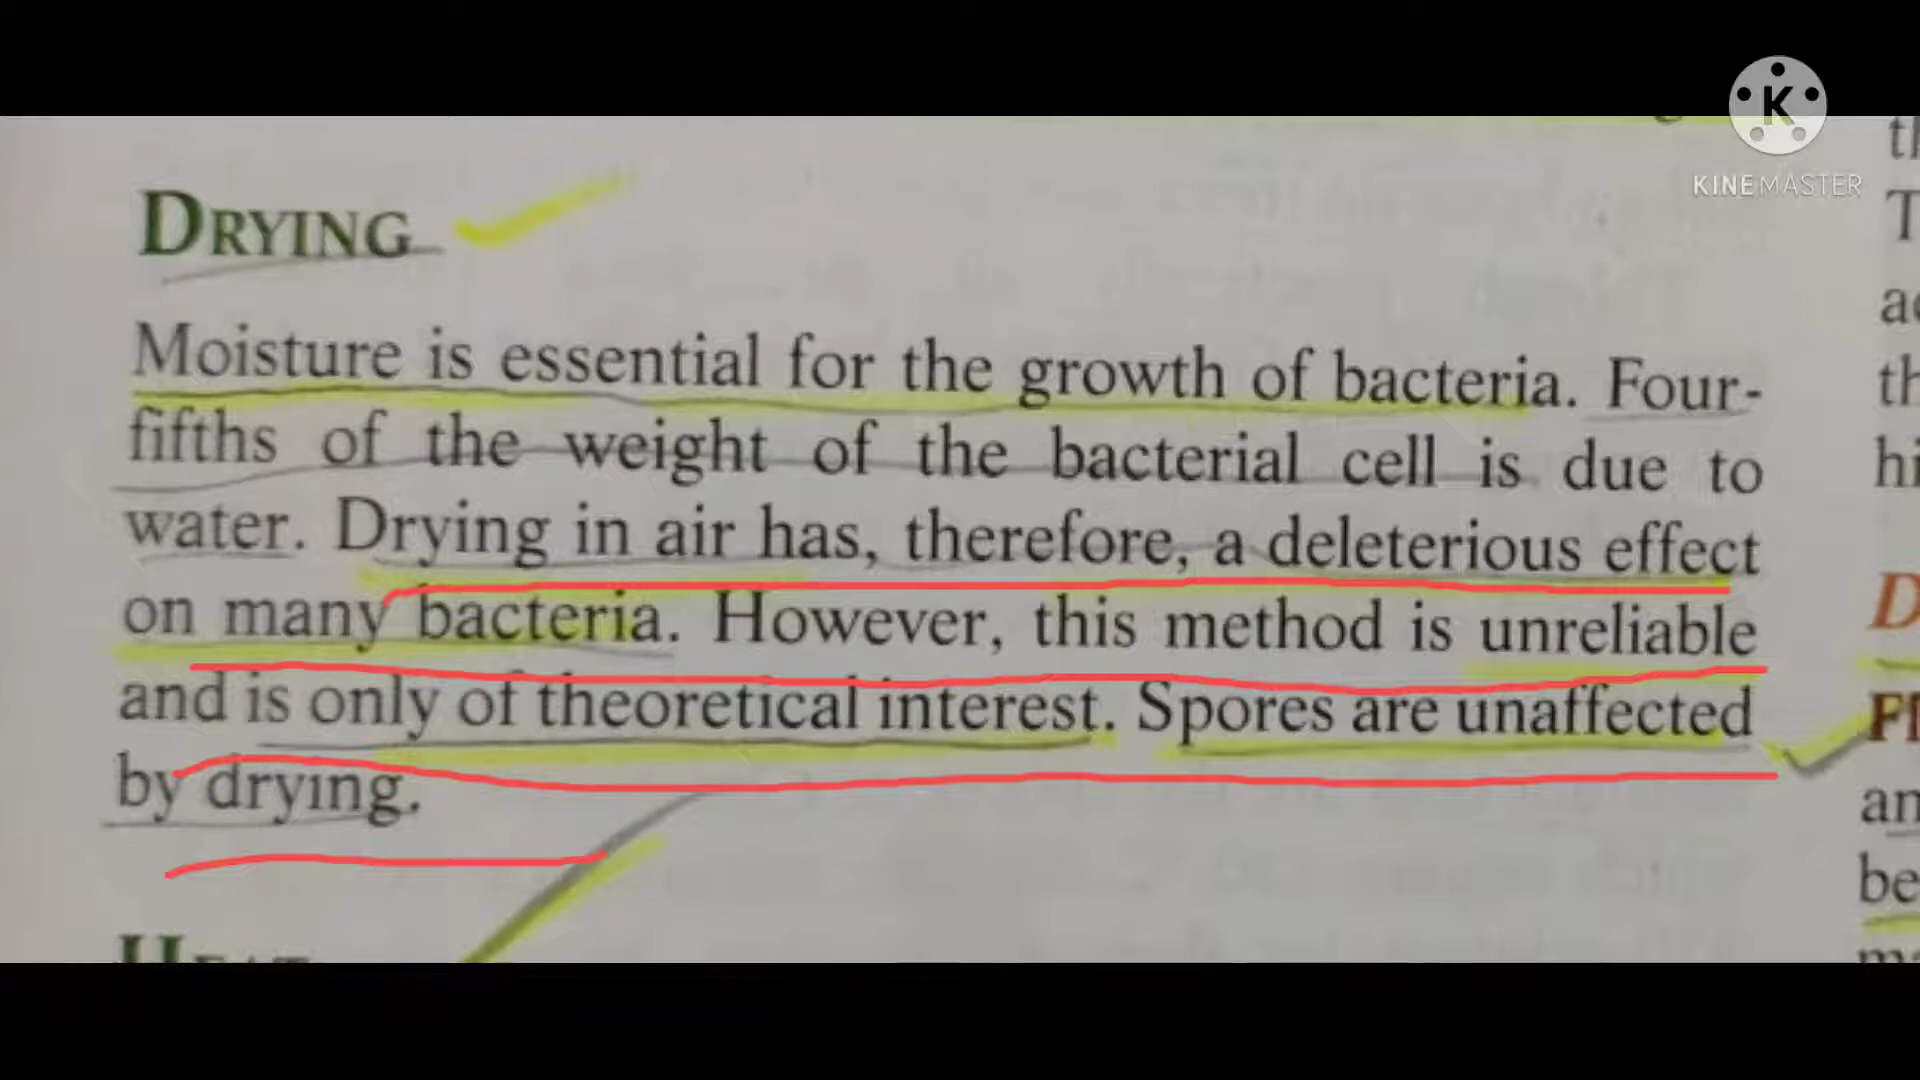 KINEMASTER
DRYING
Moisture is essential for the growth of bacteria. Four-
fifths of the weight of the bacterial cell is due to
water. Drying in air has, therefore, a deleterious effect
on many bacteria. However, this method is unreliable
and is only of theoretical interest. Spores are unaffected
by drying.
HEAT